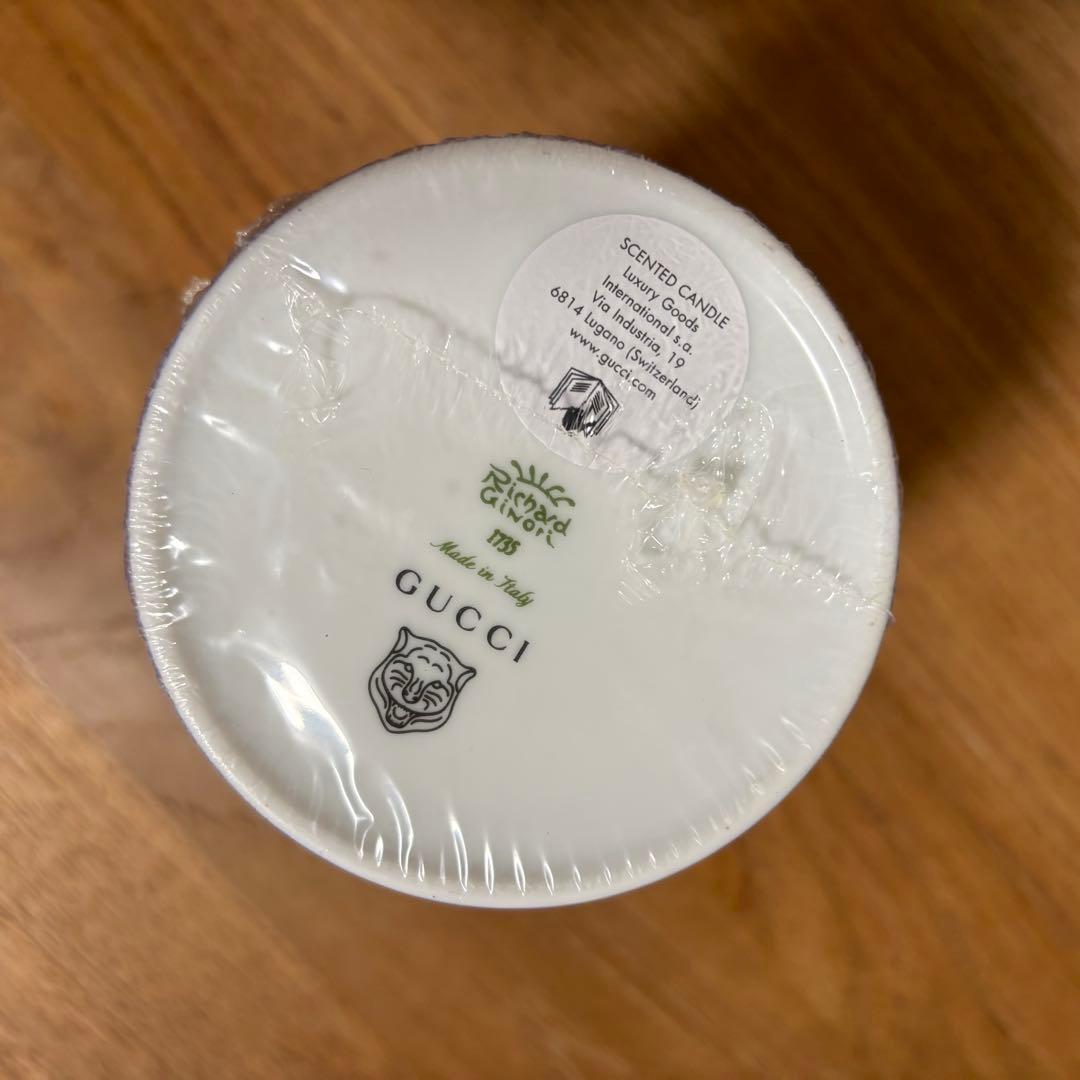 SCENTED CANDLE
Luxury Goods
International s.a.
Via Industria, 19
6814 Lugano (Switzerland)
www.gucci.com
Richard
Ginori
1735
Made in Italy
GUCCI